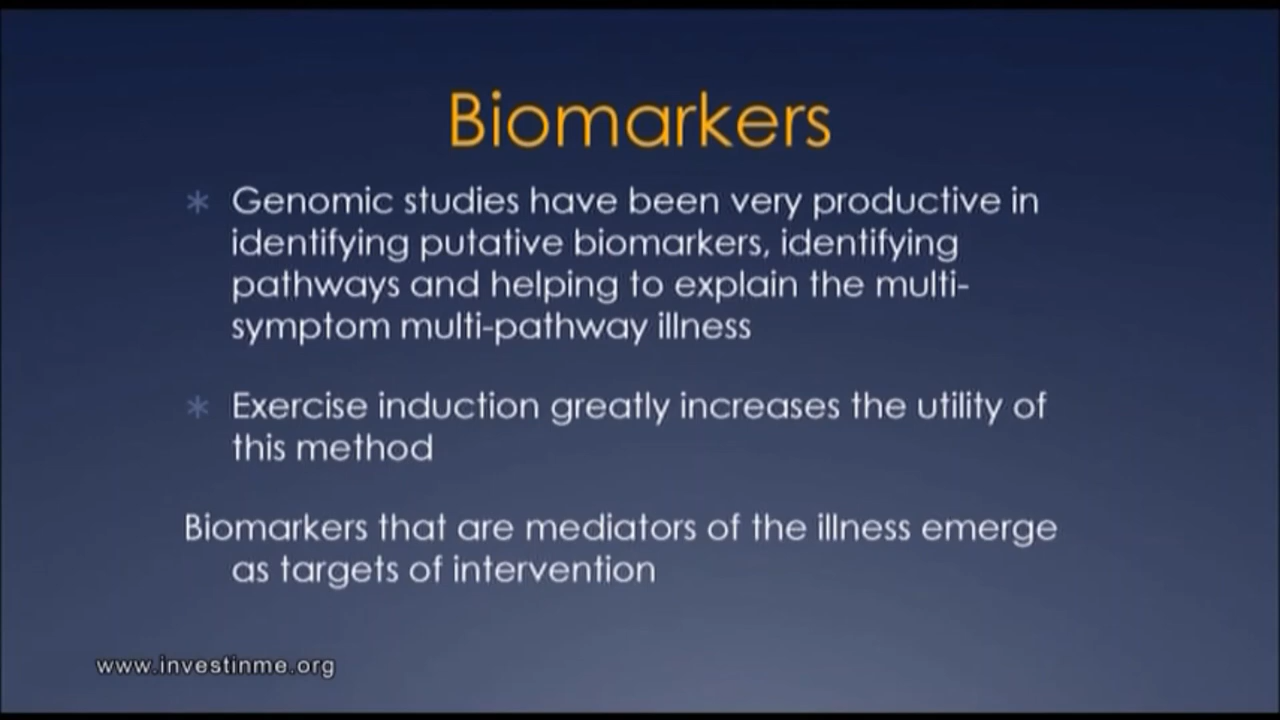 Biomarkers
* Genomic studies have been very productive in
identifying putative biomarkers, identifying
pathways and helping to explain the multi-
symptom multi-pathway illness
* Exercise induction greatly increases the utility of
this method
Biomarkers that are mediators of the illness emerge
as targets of intervention
www.investinme.org